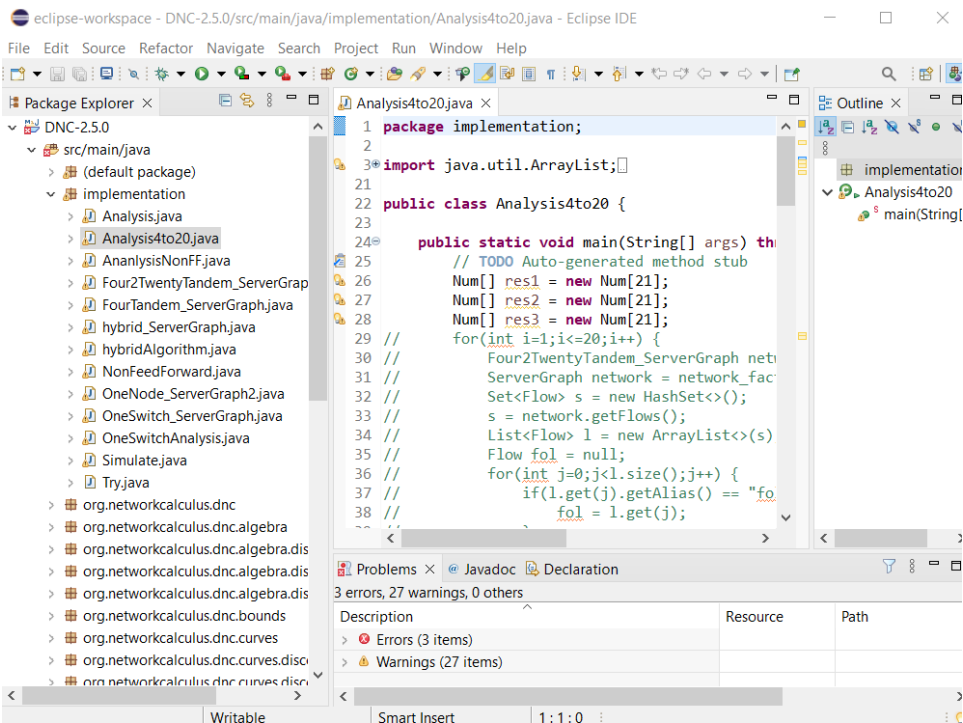 eclipse-workspace - DNC-2.5.0/src/main/java/implementation/Analysis4to20.java - Eclipse IDE
File Edit Source Refactor Navigate Search Project Run Window Help
Package Explorer
DNC-2.5.0
src/main/java
(default package)
implementation
Analysis.java
Analysis4to20.java
AnanlysisNonFF.java
Four2TwentyTandem_ServerGrap
FourTandem_ServerGraph.java
hybrid_ServerGraph.java
hybridAlgorithm.java
NonFeedForward.java
OneNode_ServerGraph2.java
OneSwitch_ServerGraph.java
OneSwitchAnalysis.java
Simulate.java
Try.java
org.networkcalculus.dnc
org.networkcalculus.dnc.algebra
org.networkcalculus.dnc.algebra.dis
org.networkcalculus.dnc.algebra.dis
org.networkcalculus.dnc.algebra.dis
org.networkcalculus.dnc.bounds
org.networkcalculus.dnc.curves
org.networkcalculus.dnc.curves.disc
org.networkcalculus.dnc.curves.disc
Analysis4to20.java
1 package implementation;
2
3 import java.util.ArrayList;
21
22 public class Analysis4to20 {
23
24 public static void main(String[] args) thr
25 // TODO Auto-generated method stub
26 Num[] res1 = new Num[21];
27 Num[] res2 = new Num[21];
28 Num[] res3 = new Num[21];
29 // for(int i=1;i<=20;i++) {
30 // Four2TwentyTandem_ServerGraph netw
31 // ServerGraph network = network_fact
32 // Set<Flow> s = new HashSet<>();
33 // s = network.getFlows();
34 // List<Flow> l = new ArrayList<>(s)
35 // Flow fol = null;
36 // for(int j=0;j<l.size();j++) {
37 // if(l.get(j).getAlias() == "fo
38 // fol = l.get(j);
Outline
implementation
Analysis4to20
main(String[
Problems Javadoc Declaration
3 errors, 27 warnings, 0 others
Description Resource Path
Errors (3 items)
Warnings (27 items)
Writable Smart Insert 1 : 1 : 0